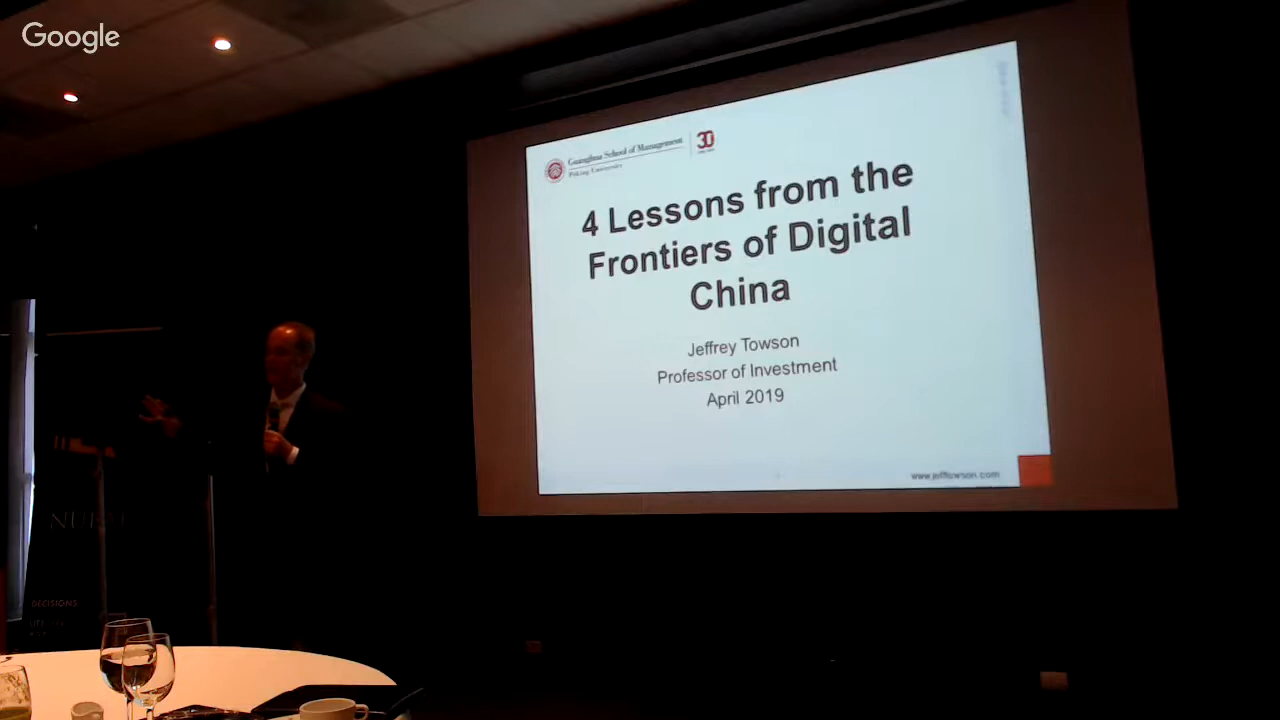 Google
Guanghua School of Management
Peking University
30
4 Lessons from the
Frontiers of Digital
China
Jeffrey Towson
Professor of Investment
April 2019
www.jefftowson.com
DECISIONS